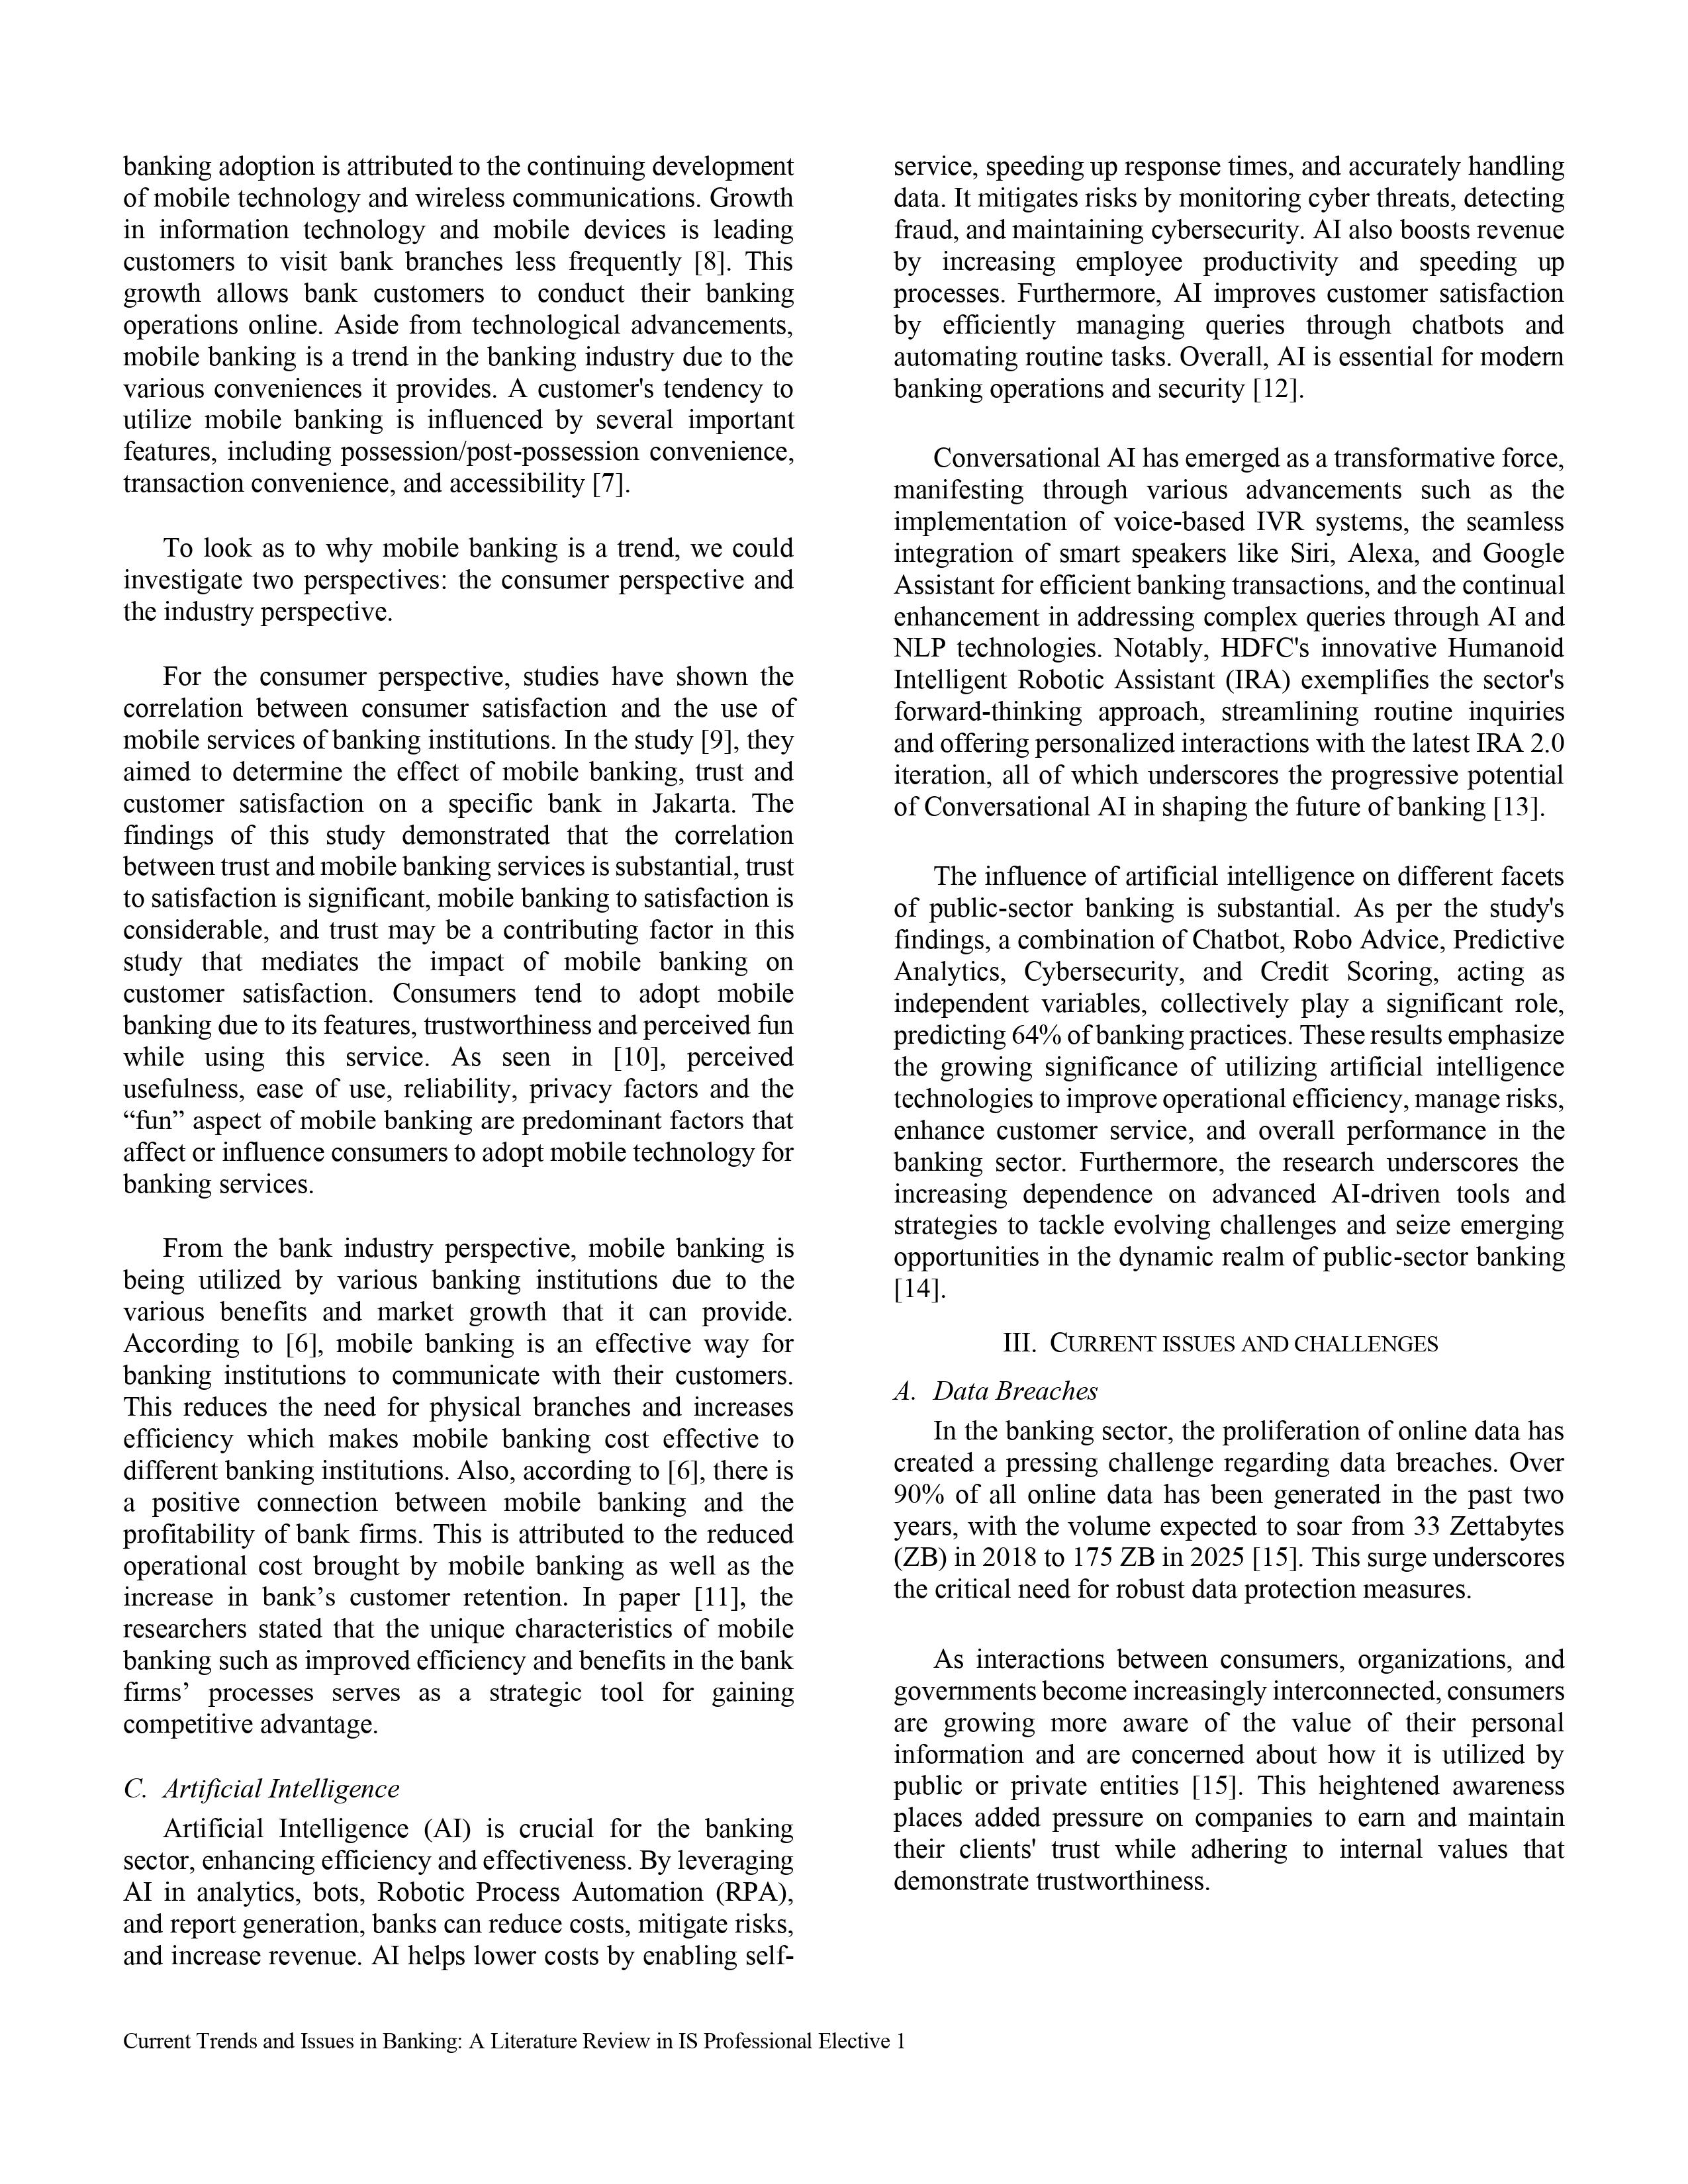 banking adoption is attributed to the continuing development
of mobile technology and wireless communications. Growth
in information technology and mobile devices is leading
customers to visit bank branches less frequently [8]. This
growth allows bank customers to conduct their banking
operations online. Aside from technological advancements,
mobile banking is a trend in the banking industry due to the
various conveniences it provides. A customer's tendency to
utilize mobile banking is influenced by several important
features, including possession/post-possession convenience,
transaction convenience, and accessibility [7].
To look as to why mobile banking is a trend, we could
investigate two perspectives: the consumer perspective and
the industry perspective.
For the consumer perspective, studies have shown the
correlation between consumer satisfaction and the use of
mobile services of banking institutions. In the study [9], they
aimed to determine the effect of mobile banking, trust and
customer satisfaction on a specific bank in Jakarta. The
findings of this study demonstrated that the correlation
between trust and mobile banking services is substantial, trust
to satisfaction is significant, mobile banking to satisfaction is
considerable, and trust may be a contributing factor in this
study that mediates the impact of mobile banking on
customer satisfaction. Consumers tend to adopt mobile
banking due to its features, trustworthiness and perceived fun
while using this service. As seen in [10], perceived
usefulness, ease of use, reliability, privacy factors and the
“fun” aspect of mobile banking are predominant factors that
affect or influence consumers to adopt mobile technology for
banking services.
From the bank industry perspective, mobile banking is
being utilized by various banking institutions due to the
various benefits and market growth that it can provide.
According to [6], mobile banking is an effective way for
banking institutions to communicate with their customers.
This reduces the need for physical branches and increases
efficiency which makes mobile banking cost effective to
different banking institutions. Also, according to [6], there is
a positive connection between mobile banking and the
profitability of bank firms. This is attributed to the reduced
operational cost brought by mobile banking as well as the
increase in bank’s customer retention. In paper [11], the
researchers stated that the unique characteristics of mobile
banking such as improved efficiency and benefits in the bank
firms’ processes serves as a strategic tool for gaining
competitive advantage.
C. Artificial Intelligence
Artificial Intelligence (AI) is crucial for the banking
sector, enhancing efficiency and effectiveness. By leveraging
AI in analytics, bots, Robotic Process Automation (RPA),
and report generation, banks can reduce costs, mitigate risks,
and increase revenue. AI helps lower costs by enabling self-
service, speeding up response times, and accurately handling
data. It mitigates risks by monitoring cyber threats, detecting
fraud, and maintaining cybersecurity. AI also boosts revenue
by increasing employee productivity and speeding up
processes. Furthermore, AI improves customer satisfaction
by efficiently managing queries through chatbots and
automating routine tasks. Overall, AI is essential for modern
banking operations and security [12].
Conversational AI has emerged as a transformative force,
manifesting through various advancements such as the
implementation of voice-based IVR systems, the seamless
integration of smart speakers like Siri, Alexa, and Google
Assistant for efficient banking transactions, and the continual
enhancement in addressing complex queries through AI and
NLP technologies. Notably, HDFC's innovative Humanoid
Intelligent Robotic Assistant (IRA) exemplifies the sector's
forward-thinking approach, streamlining routine inquiries
and offering personalized interactions with the latest IRA 2.0
iteration, all of which underscores the progressive potential
of Conversational AI in shaping the future of banking [13].
The influence of artificial intelligence on different facets
of public-sector banking is substantial. As per the study's
findings, a combination of Chatbot, Robo Advice, Predictive
Analytics, Cybersecurity, and Credit Scoring, acting as
independent variables, collectively play a significant role,
predicting 64% of banking practices. These results emphasize
the growing significance of utilizing artificial intelligence
technologies to improve operational efficiency, manage risks,
enhance customer service, and overall performance in the
banking sector. Furthermore, the research underscores the
increasing dependence on advanced AI-driven tools and
strategies to tackle evolving challenges and seize emerging
opportunities in the dynamic realm of public-sector banking
[14].
III. CURRENT ISSUES AND CHALLENGES
A. Data Breaches
In the banking sector, the proliferation of online data has
created a pressing challenge regarding data breaches. Over
90% of all online data has been generated in the past two
years, with the volume expected to soar from 33 Zettabytes
(ZB) in 2018 to 175 ZB in 2025 [15]. This surge underscores
the critical need for robust data protection measures.
As interactions between consumers, organizations, and
governments become increasingly interconnected, consumers
are growing more aware of the value of their personal
information and are concerned about how it is utilized by
public or private entities [15]. This heightened awareness
places added pressure on companies to earn and maintain
their clients' trust while adhering to internal values that
demonstrate trustworthiness.
Current Trends and Issues in Banking: A Literature Review in IS Professional Elective 1